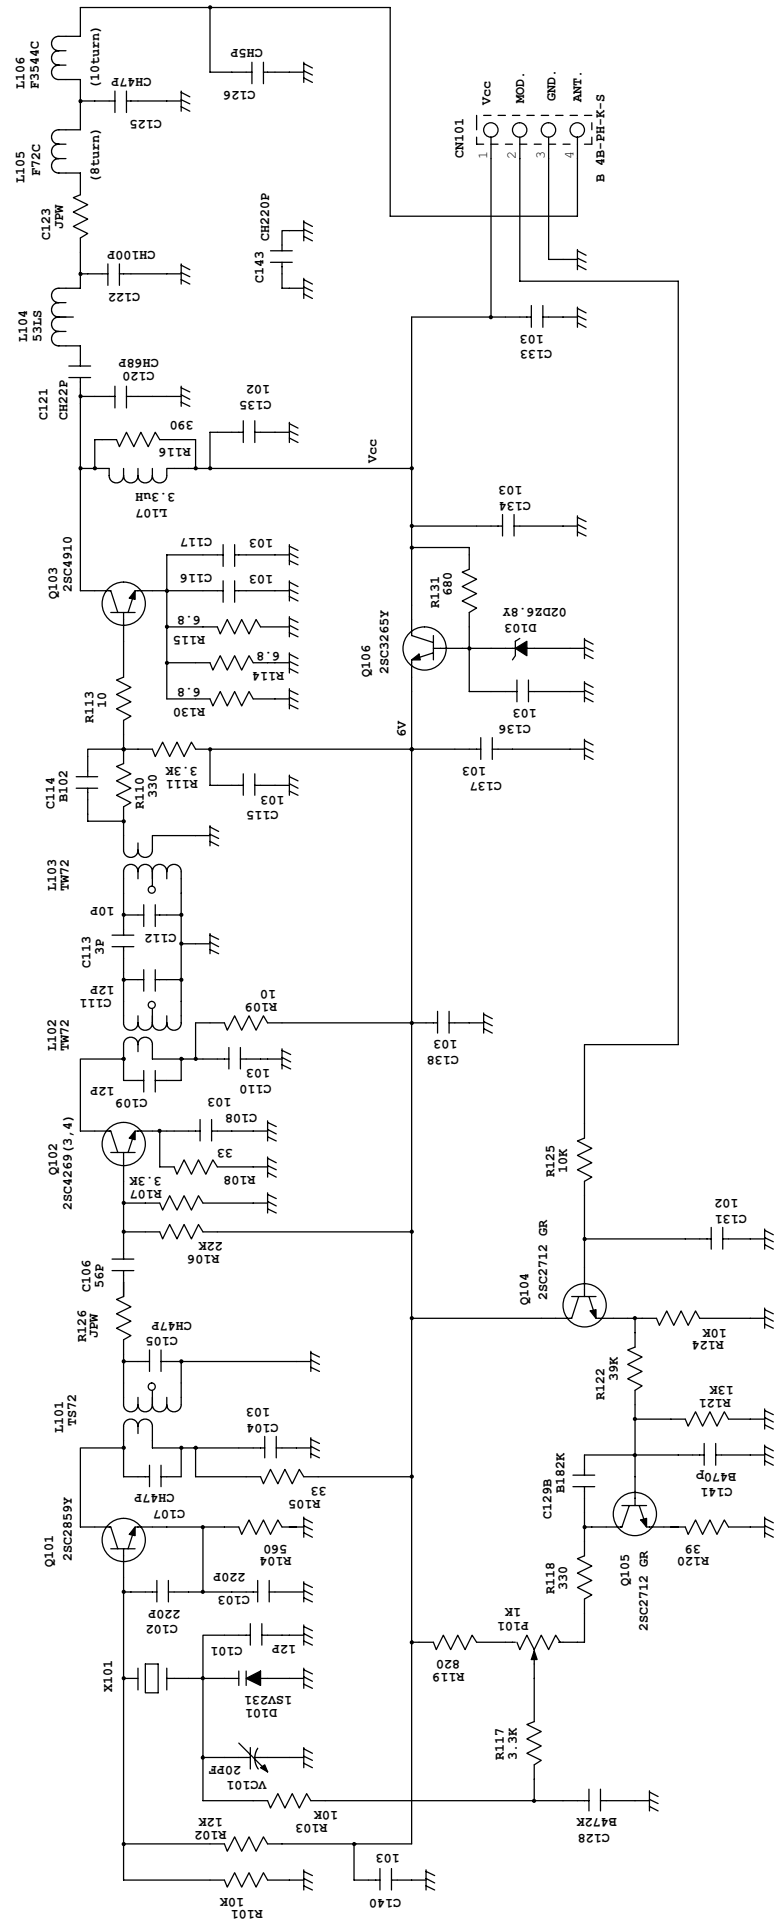 L106
F3544C
(10turn)
CH47P
C125
CH5P
C126
L105
F72C
(8turn)
C123
JPW
CH100P
C122
C143 CH220P
L104
53LS
C121
CH22P
CH68P
C120
102
C135
390
R116
3.3uH
L107
Vcc
CN101
Vcc
MOD.
GND.
ANT.
1
2
3
4
B 4B-PH-K-S
103
C133
103
C134
Q103
2SC4910
C117
103
C116
103
6.8
R115
6.8
R114
6.8
R130
R131
680
Q106
2SC3265Y
D103
02DZ6.8Y
103
C136
6V
103
C137
R113
10
C114
B102
R110
330
3.3K
R111
103
C115
L103
TW72
10P
C112
C113
3P
12P
C111
L102
TW72
12P
C109
10
R109
103
C110
103
C138
Q102
2SC4269(3,4)
103
C108
33
R108
3.3K
R107
22K
R106
C106
56P
R126
JPW
CH47P
C105
L101
TS72
CH47P
C107
103
C104
33
R105
Q101
2SC2859Y
560
R104
220P
C103
220P
C102
C101
12P
X101
D101
1SV231
20PF
VC101
10K
R103
12K
R102
10K
R101
103
C140
R125
10K
102
C131
Q104
2SC2712 GR
10K
R124
R122
39K
13K
R121
B470p
C141
C129B
B182K
Q105
2SC2712 GR
39
R120
R118
330
P101
1K
820
R119
R117
3.3K
B472K
C128